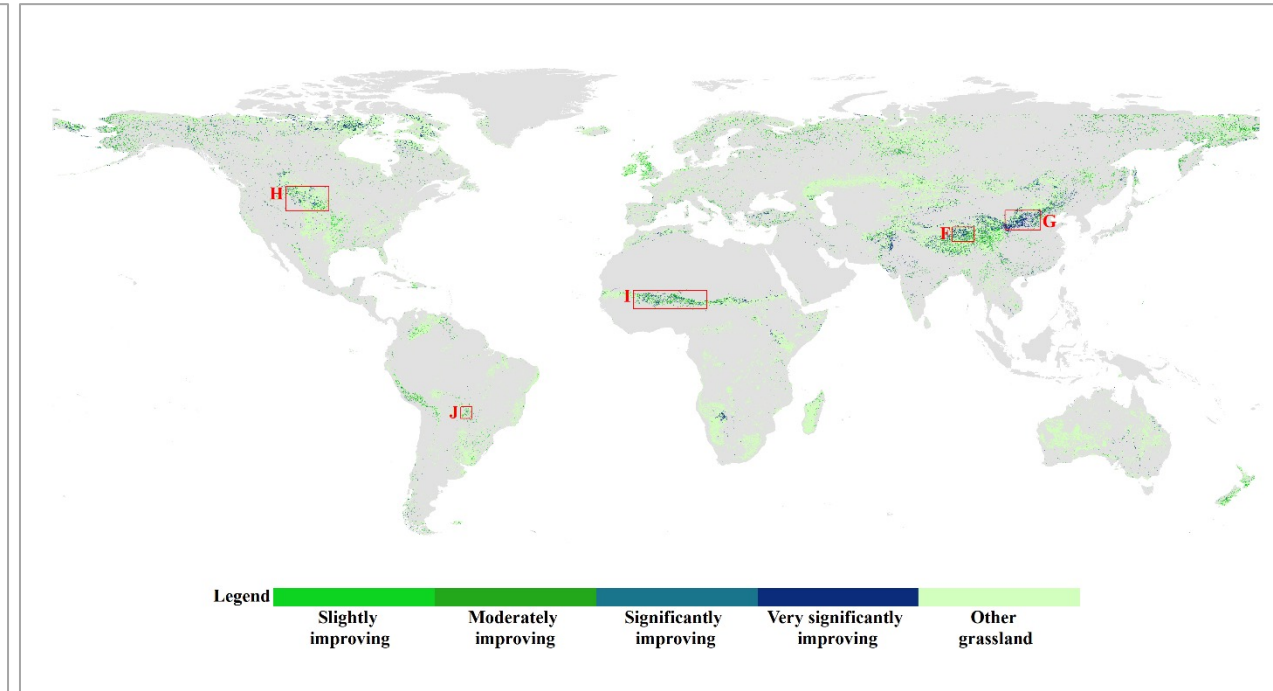 H
G
F
I
J
Legend
Slightly improving
Moderately improving
Significantly improving
Very significantly improving
Other grassland